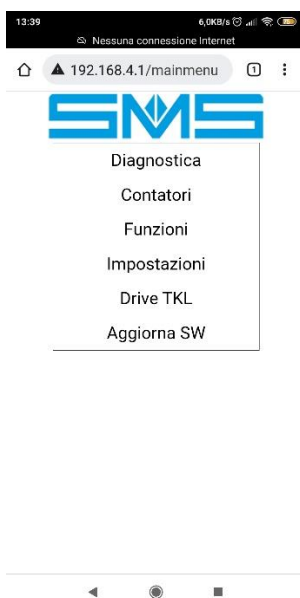 13:39 6,0KB/s
Nessuna connessione Internet
192.168.4.1/mainmenu 1
SMS
Diagnostica
Contatori
Funzioni
Impostazioni
Drive TKL
Aggiorna SW